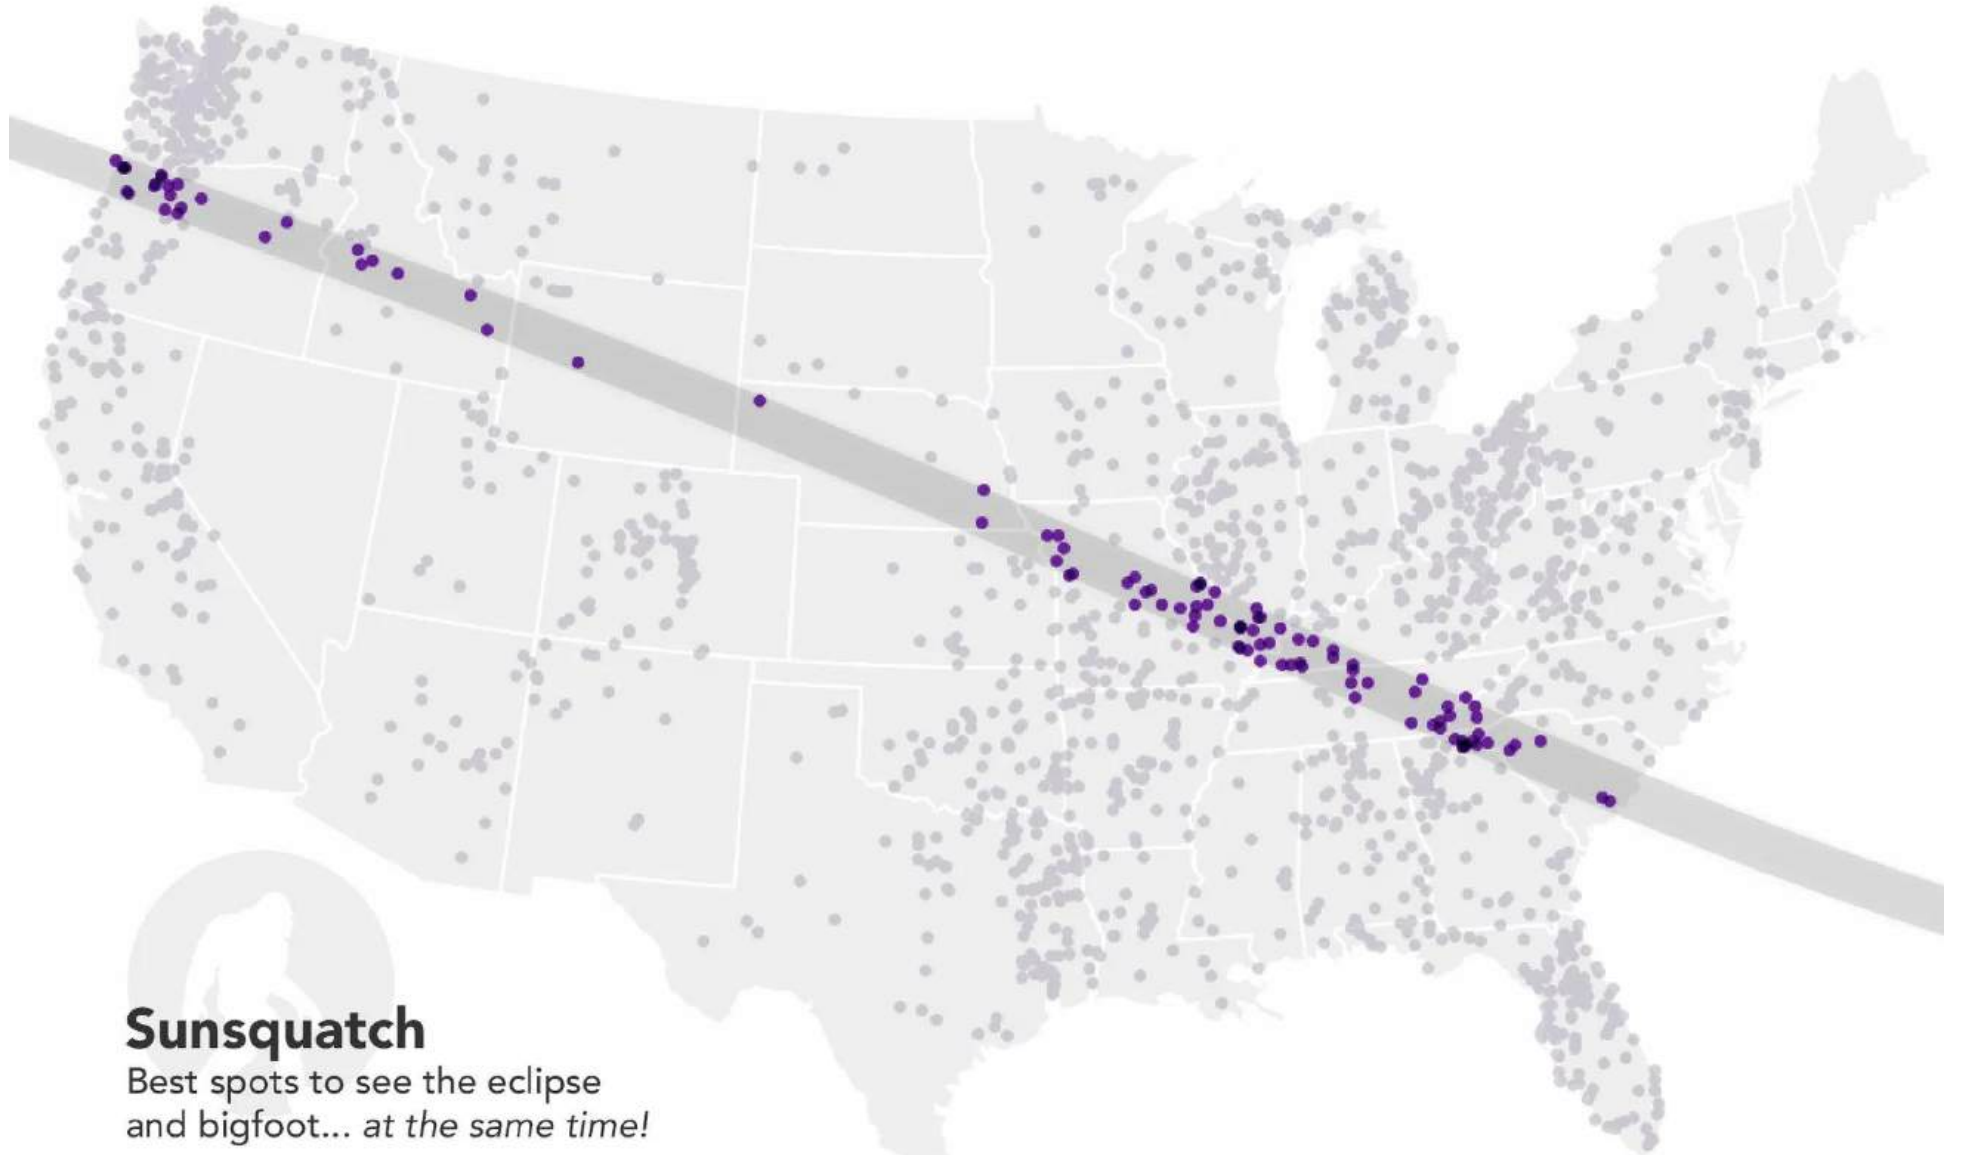 Sunsquatch
Best spots to see the eclipse
and bigfoot... at the same time!